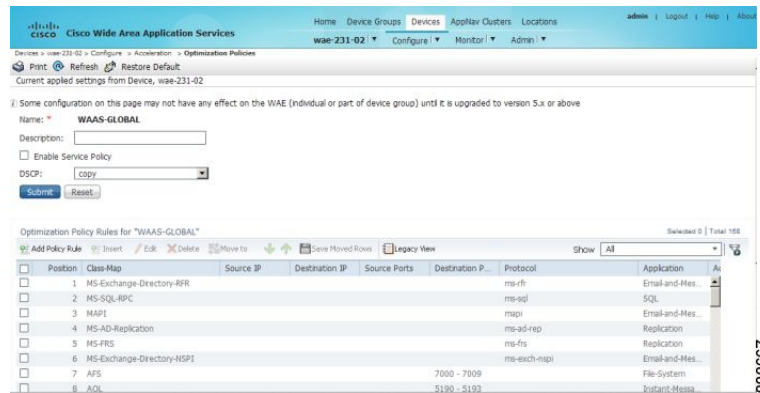 cisco Cisco Wide Area Application Services
Home Device Groups Devices AppNav Clusters Locations
admin | Logout | Help | About
wae-231-02 Configure Monitor Admin
Devices > wae-231-02 > Configure > Acceleration > Optimization Policies
Print Refresh Restore Default
Current applied settings from Device, wae-231-02
Some configuration on this page may not have any effect on the WAE (individual or part of device group) until it is upgraded to version 5.x or above
Name: * WAAS-GLOBAL
Description:
Enable Service Policy
DSCP: copy
Submit Reset
Optimization Policy Rules for "WAAS-GLOBAL" Selected 0 | Total 168
Add Policy Rule Insert Edit Delete Move to Save Moved Rows Legacy View Show All
Position Class-Map Source IP Destination IP Source Ports Destination P... Protocol Application Ac
1 MS-Exchange-Directory-RFR ms-rfr Email-and-Mes...
2 MS-SQL-RPC ms-sql SQL
3 MAPI mapi Email-and-Mes...
4 MS-AD-Replication ms-ad-rep Replication
5 MS-FRS ms-frs Replication
6 MS-Exchange-Directory-NSPI ms-exch-nspi Email-and-Mes...
7 AFS 7000 - 7009 File-System
8 AOL 5190 - 5193 Instant-Messa...